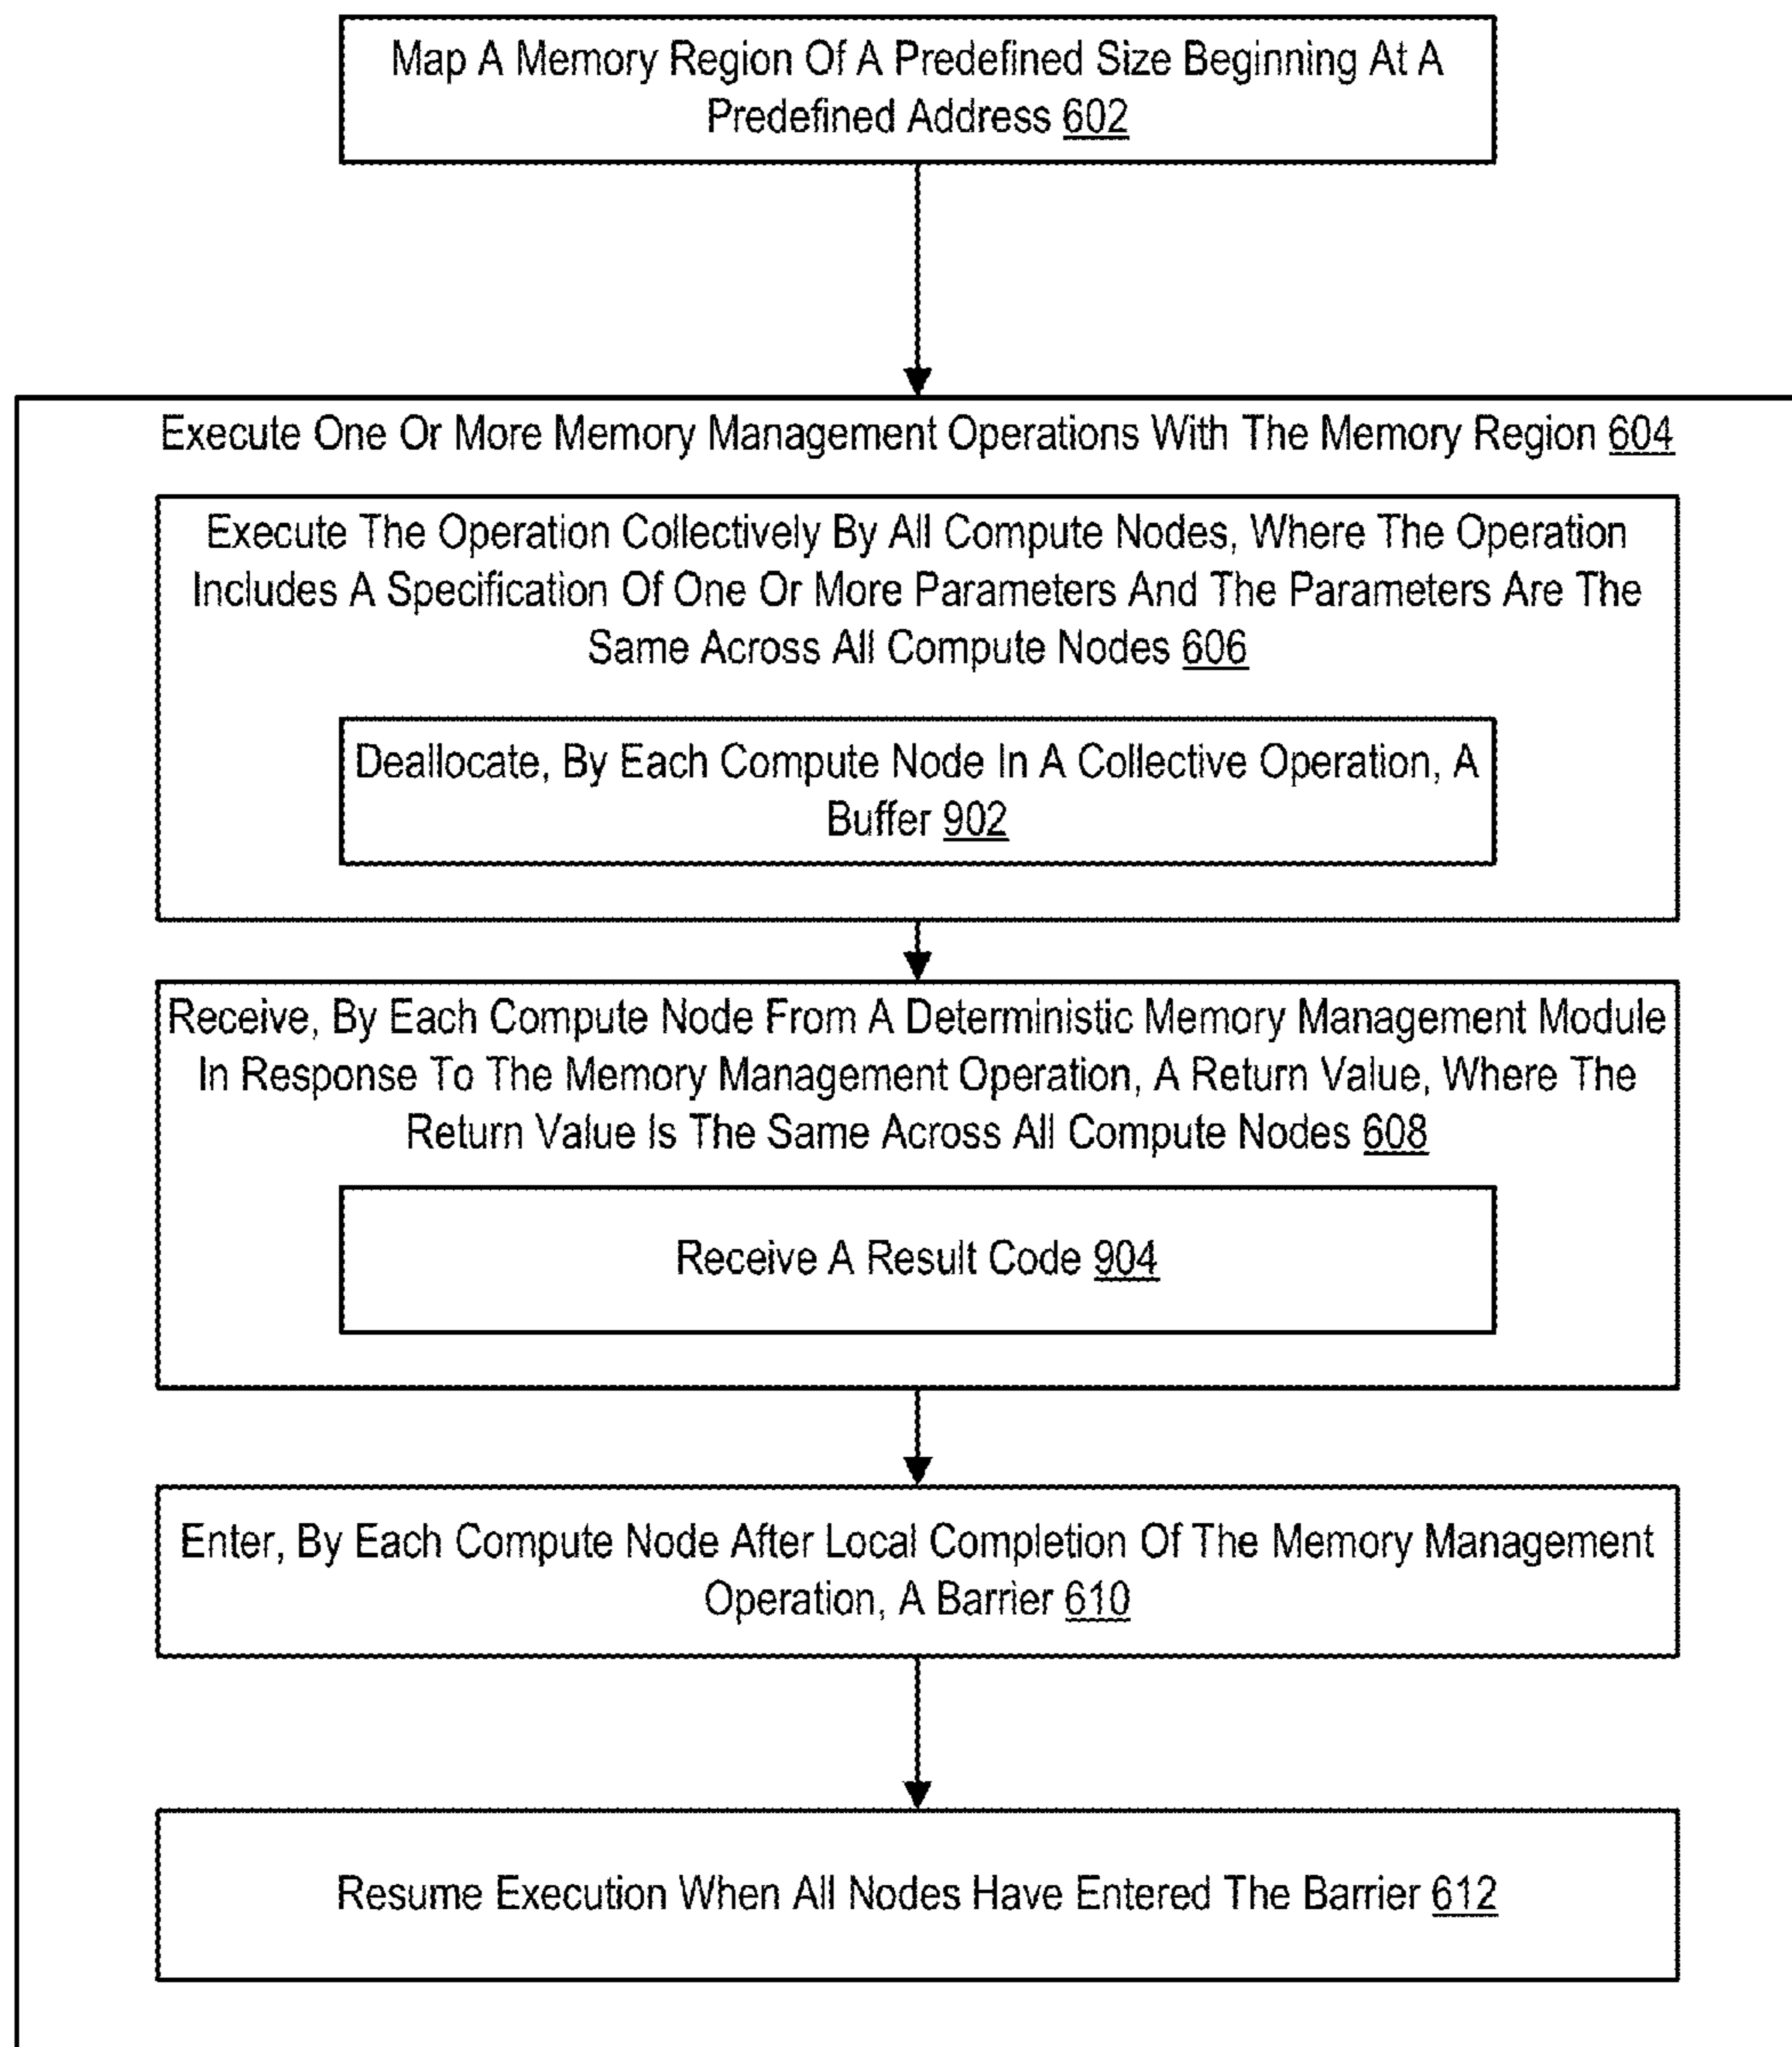 Map A Memory Region Of A Predefined Size Beginning At A
Predefined Address 602
Execute One Or More Memory Management Operations With The Memory Region 604
Execute The Operation Collectively By All Compute Nodes, Where The Operation
Includes A Specification Of One Or More Parameters And The Parameters Are The
Same Across All Compute Nodes 606
Deallocate, By Each Compute Node In A Collective Operation, A
Buffer 902
Receive, By Each Compute Node From A Deterministic Memory Management Module
In Response To The Memory Management Operation, A Return Value, Where The
Return Value Is The Same Across All Compute Nodes 608
Receive A Result Code 904
Enter, By Each Compute Node After Local Completion Of The Memory Management
Operation, A Barrier 610
Resume Execution When All Nodes Have Entered The Barrier 612